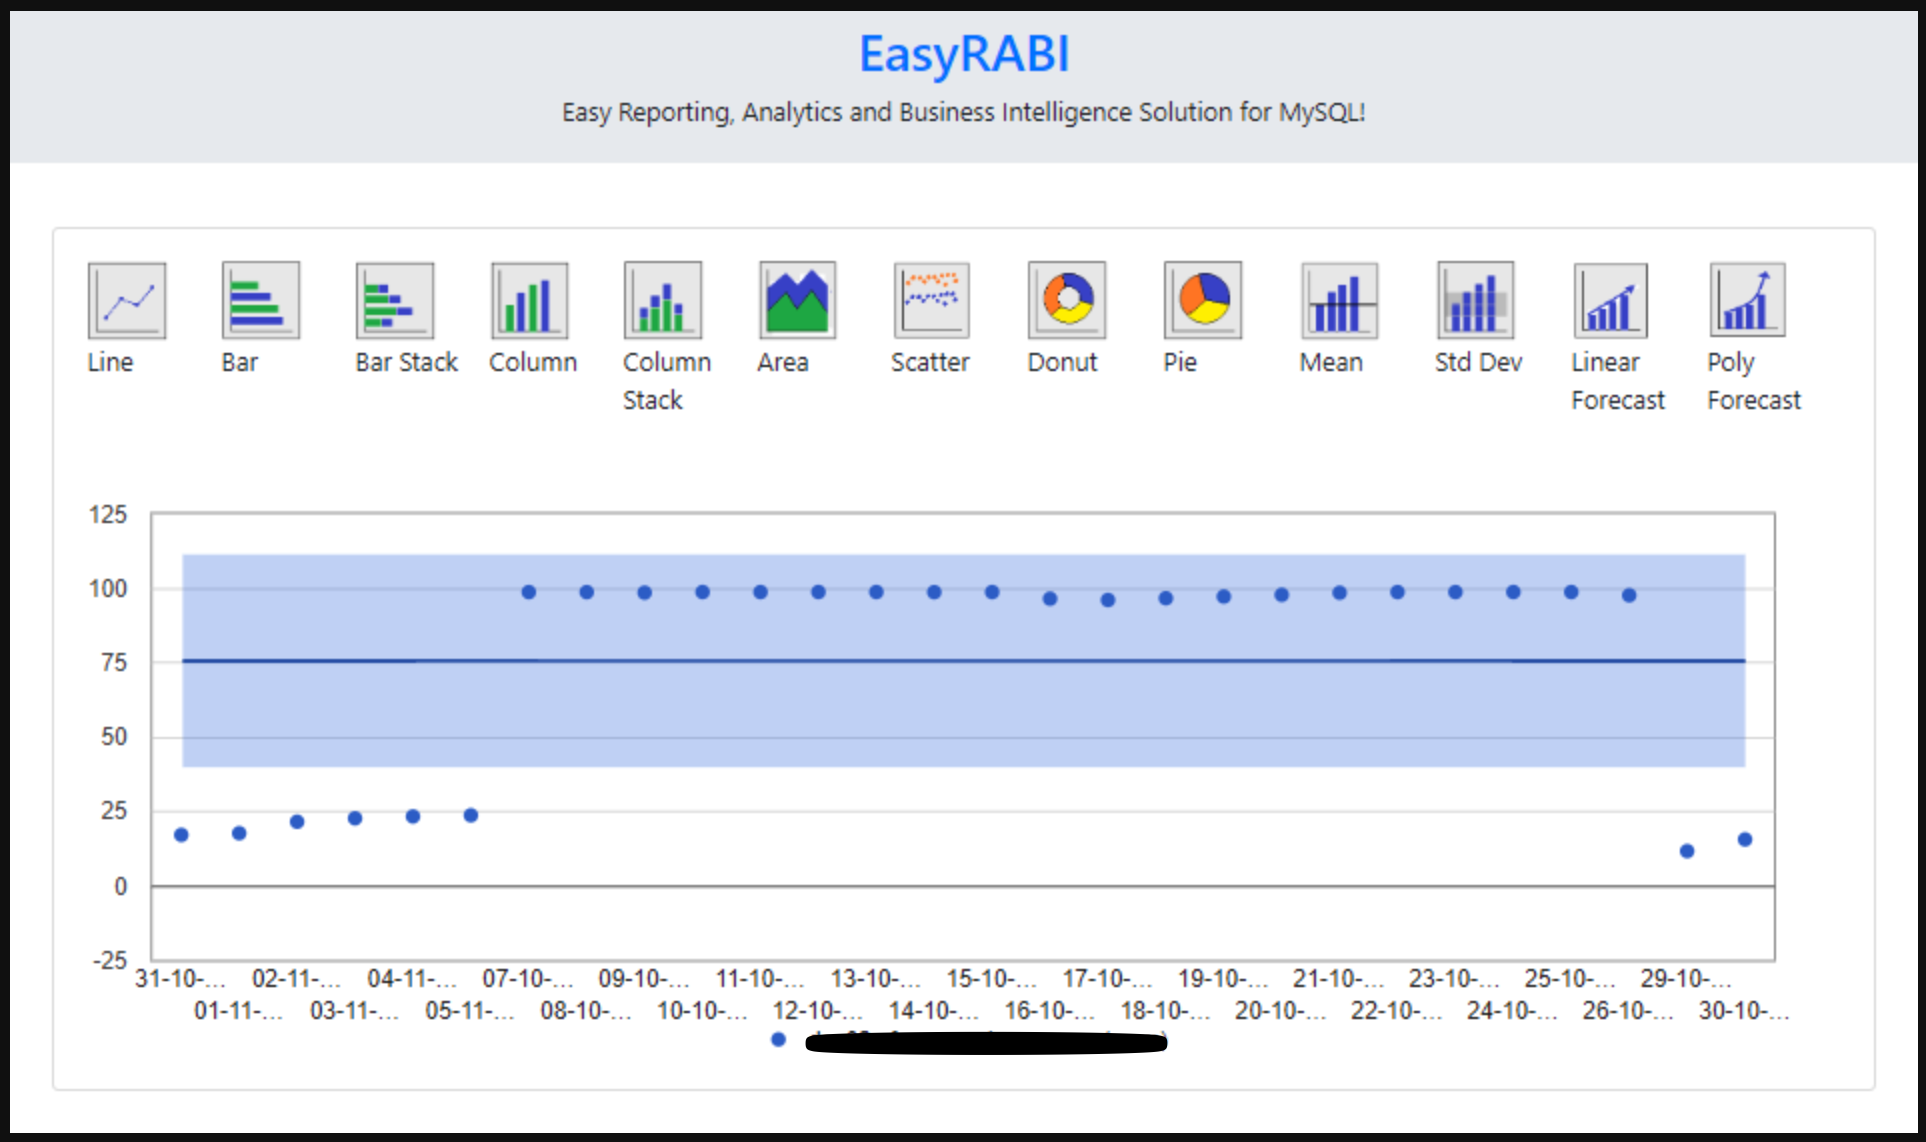 EasyRABI
Easy Reporting, Analytics and Business Intelligence Solution for MySQL!
Line
Bar
Bar Stack
Column
Column
Stack
Area
Scatter
Donut
Pie
Mean
Std Dev
Linear
Forecast
Poly
Forecast
125
100
75
50
25
0
-25
31-10-...
01-11-...
02-11-...
03-11-...
04-11-...
05-11-...
07-10-...
08-10-...
09-10-...
10-10-...
11-10-...
12-10-...
13-10-...
14-10-...
15-10-...
16-10-...
17-10-...
18-10-...
19-10-...
20-10-...
21-10-...
22-10-...
23-10-...
24-10-...
25-10-...
26-10-...
29-10-...
30-10-...